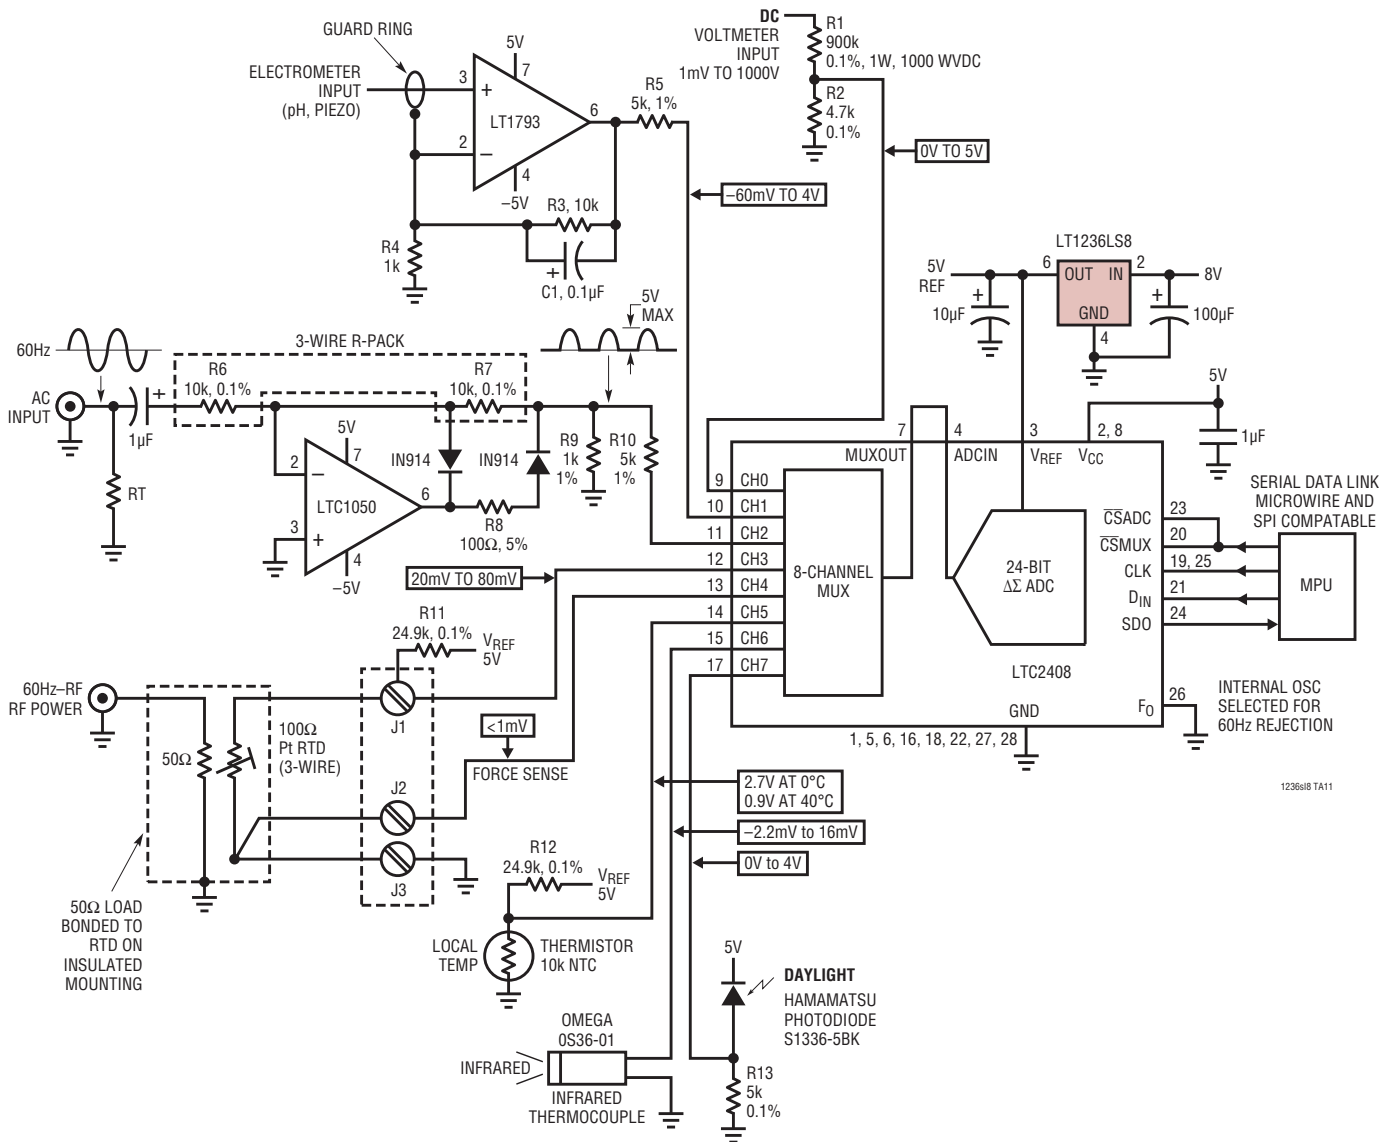 GUARD RING
ELECTROMETER
INPUT
(pH, PIEZO)
3
+
2
–
LT1793
5V
7
6
4
–5V
R5
5k, 1%
R3, 10k
R4
1k
+
C1, 0.1µF
DC
VOLTMETER
INPUT
1mV TO 1000V
R1
900k
0.1%, 1W, 1000 WVDC
R2
4.7k
0.1%
0V TO 5V
–60mV TO 4V
LT1236LS8
5V
REF
6
OUT
IN
2
8V
GND
4
+
10µF
+
100µF
60Hz
AC
INPUT
+
1µF
RT
3-WIRE R-PACK
R6
10k, 0.1%
R7
10k, 0.1%
5V
MAX
5V
7
2
–
LTC1050
3
+
4
–5V
6
IN914
IN914
R8
100Ω, 5%
R9
1k
1%
R10
5k
1%
5V
1µF
7
4
3
2, 8
MUXOUT
ADCIN
VREF
VCC
9
CH0
10
CH1
11
CH2
12
CH3
13
CH4
14
CH5
15
CH6
17
CH7
8-CHANNEL
MUX
24-BIT
ΔΣ ADC
LTC2408
GND
1, 5, 6, 16, 18, 22, 27, 28
CSADC
23
CSMUX
20
CLK
19, 25
DIN
21
SDO
24
FO
26
SERIAL DATA LINK
MICROWIRE AND
SPI COMPATABLE
MPU
INTERNAL OSC
SELECTED FOR
60Hz REJECTION
1236sl8 TA11
20mV TO 80mV
R11
24.9k, 0.1%
VREF
5V
60Hz–RF
RF POWER
50Ω
100Ω
Pt RTD
(3-WIRE)
J1
J2
J3
<1mV
FORCE SENSE
50Ω LOAD
BONDED TO
RTD ON
INSULATED
MOUNTING
2.7V AT 0°C
0.9V AT 40°C
–2.2mV to 16mV
0V to 4V
R12
24.9k, 0.1%
VREF
5V
LOCAL
TEMP
THERMISTOR
10k NTC
5V
DAYLIGHT
HAMAMATSU
PHOTODIODE
S1336-5BK
OMEGA
0S36-01
INFRARED
INFRARED
THERMOCOUPLE
R13
5k
0.1%